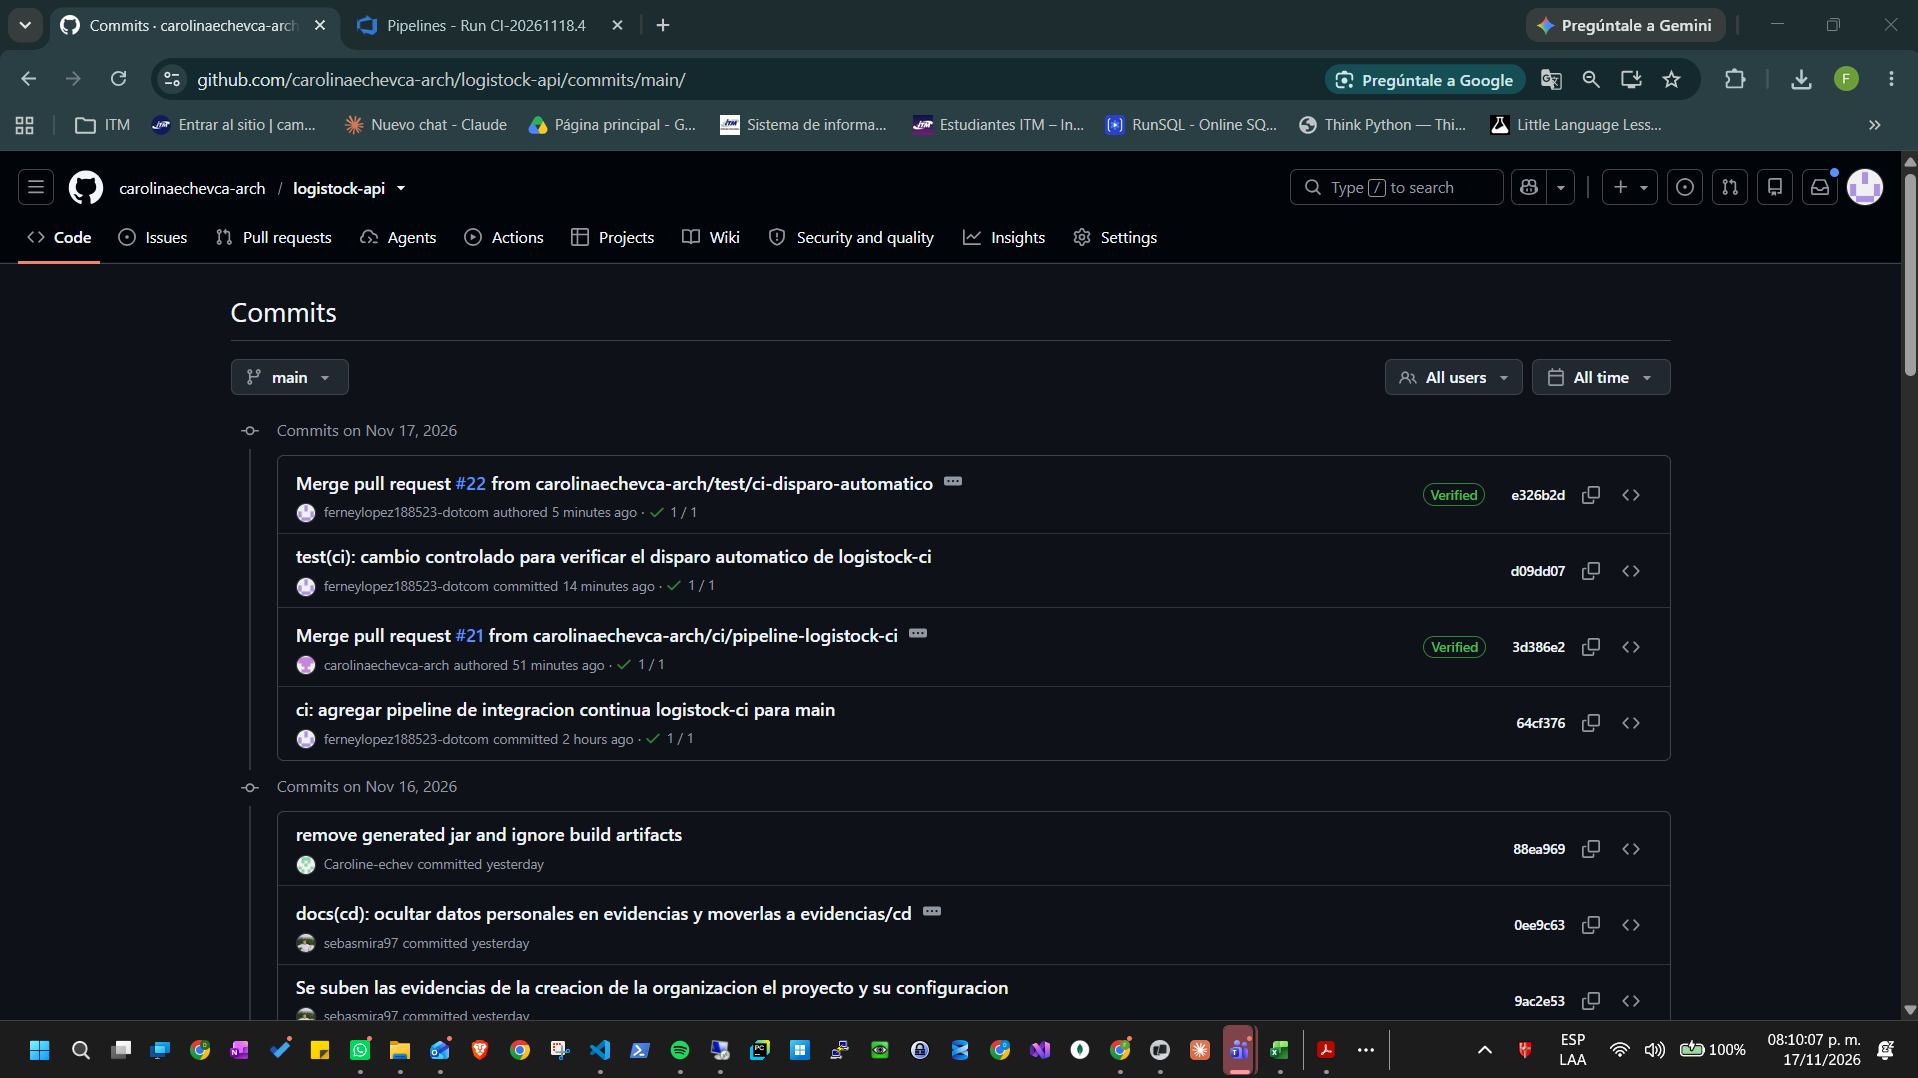 Commits · carolinaechevca-arch
Pipelines - Run CI-20261118.4
Pregúntale a Gemini
github.com/carolinaechevca-arch/logistock-api/commits/main/
Pregúntale a Google
F
ITM
Entrar al sitio | cam...
Nuevo chat - Claude
Página principal - G...
Sistema de informa...
Estudiantes ITM – In...
RunSQL - Online SQ...
Think Python — Thi...
Little Language Less...
carolinaechevca-arch / logistock-api
Type / to search
Code
Issues
Pull requests
Agents
Actions
Projects
Wiki
Security and quality
Insights
Settings
Commits
main
All users
All time
Commits on Nov 17, 2026
Merge pull request #22 from carolinaechevca-arch/test/ci-disparo-automatico
ferneylopez188523-dotcom authored 5 minutes ago · 1 / 1
Verified
e326b2d
test(ci): cambio controlado para verificar el disparo automatico de logistock-ci
ferneylopez188523-dotcom committed 14 minutes ago · 1 / 1
d09dd07
Merge pull request #21 from carolinaechevca-arch/ci/pipeline-logistock-ci
carolinaechevca-arch authored 51 minutes ago · 1 / 1
Verified
3d386e2
ci: agregar pipeline de integracion continua logistock-ci para main
ferneylopez188523-dotcom committed 2 hours ago · 1 / 1
64cf376
Commits on Nov 16, 2026
remove generated jar and ignore build artifacts
Caroline-echev committed yesterday
88ea969
docs(cd): ocultar datos personales en evidencias y moverlas a evidencias/cd
sebasmira97 committed yesterday
0ee9c63
Se suben las evidencias de la creacion de la organizacion el proyecto y su configuracion
sebasmira97 committed yesterday
9ac2e53
ESP
LAA
100%
08:10:07 p. m.
17/11/2026